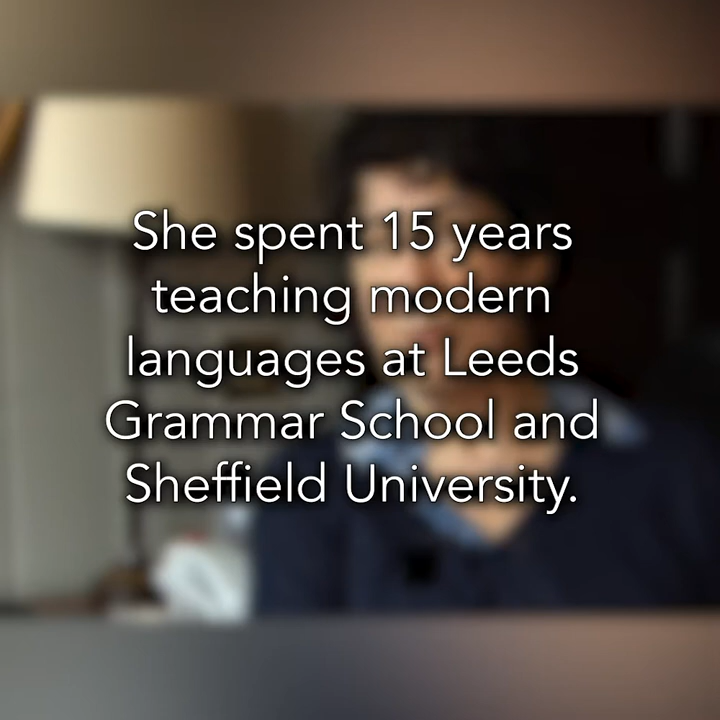 She spent 15 years
teaching modern
languages at Leeds
Grammar School and
Sheffield University.